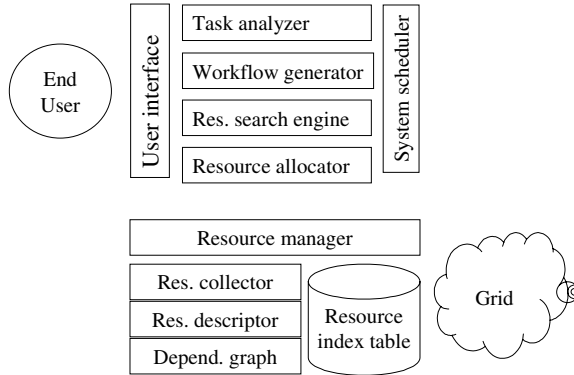 End
User
User interface
Task analyzer
Workflow generator
Res. search engine
Resource allocator
System scheduler
Resource manager
Res. collector
Res. descriptor
Depend. graph
Resource
index table
Grid